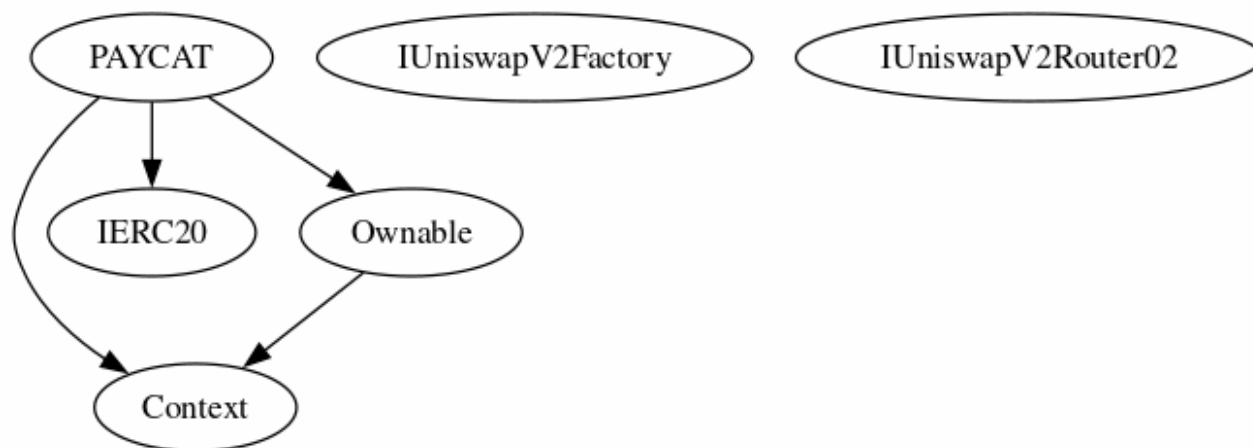 PAYCAT
IUniswapV2Factory
IUniswapV2Router02
IERC20
Ownable
Context